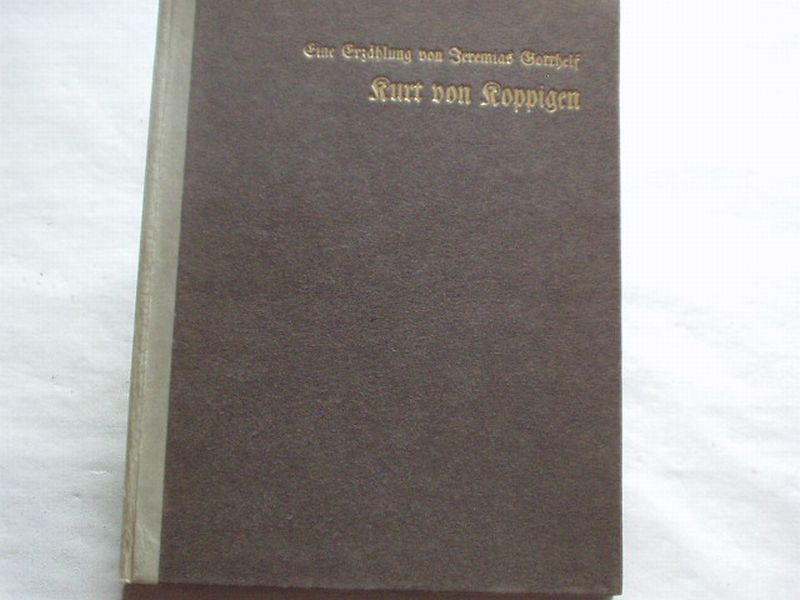 Eine Erzählung von Jeremias Gotthelf
Kurt von Koppigen